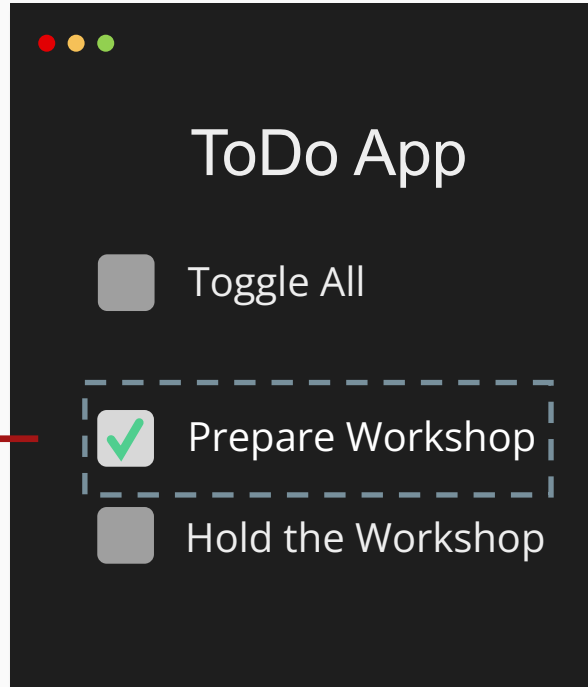 ToDo App
Toggle All
Prepare Workshop
Hold the Workshop